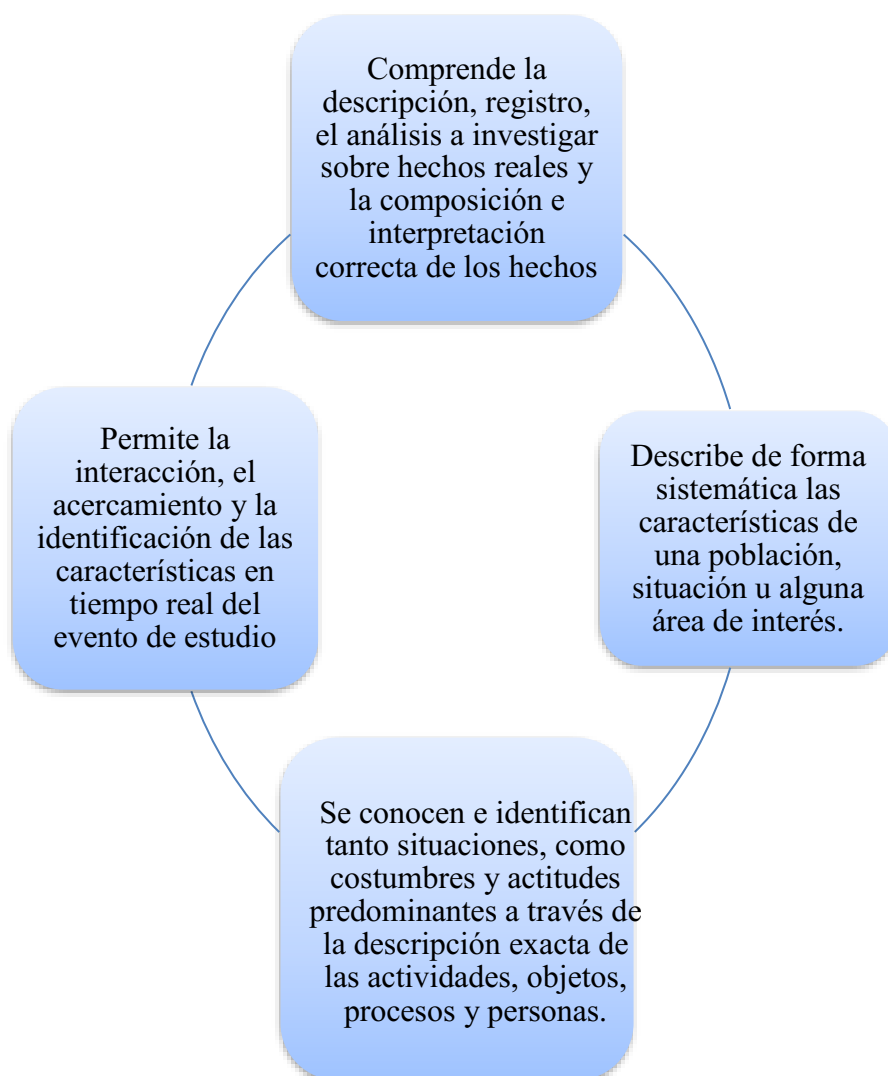 Comprende la
descripción, registro,
el análisis a investigar
sobre hechos reales y
la composición e
interpretación
correcta de los hechos
Describe de forma
sistemática las
características de
una población,
situación u alguna
área de interés.
Se conocen e identifican
tanto situaciones, como
costumbres y actitudes
predominantes a través de
la descripción exacta de
las actividades, objetos,
procesos y personas.
Permite la
interacción, el
acercamiento y la
identificación de las
características en
tiempo real del
evento de estudio